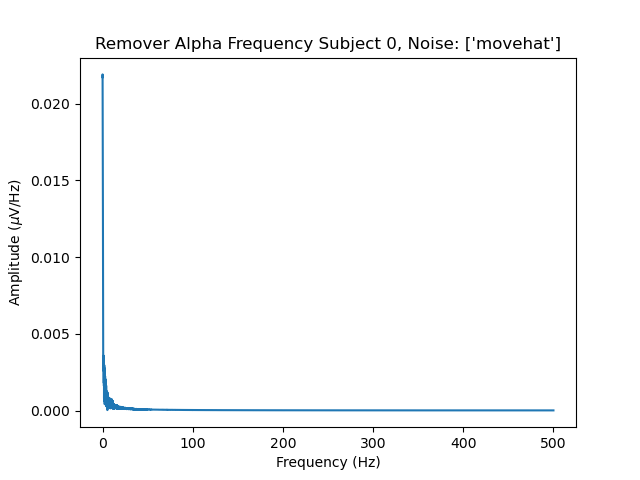 Remover Alpha Frequency Subject 0, Noise: ['movehat']
Amplitude (μV/Hz)
0.020
0.015
0.010
0.005
0.000
0 100 200 300 400 500
Frequency (Hz)